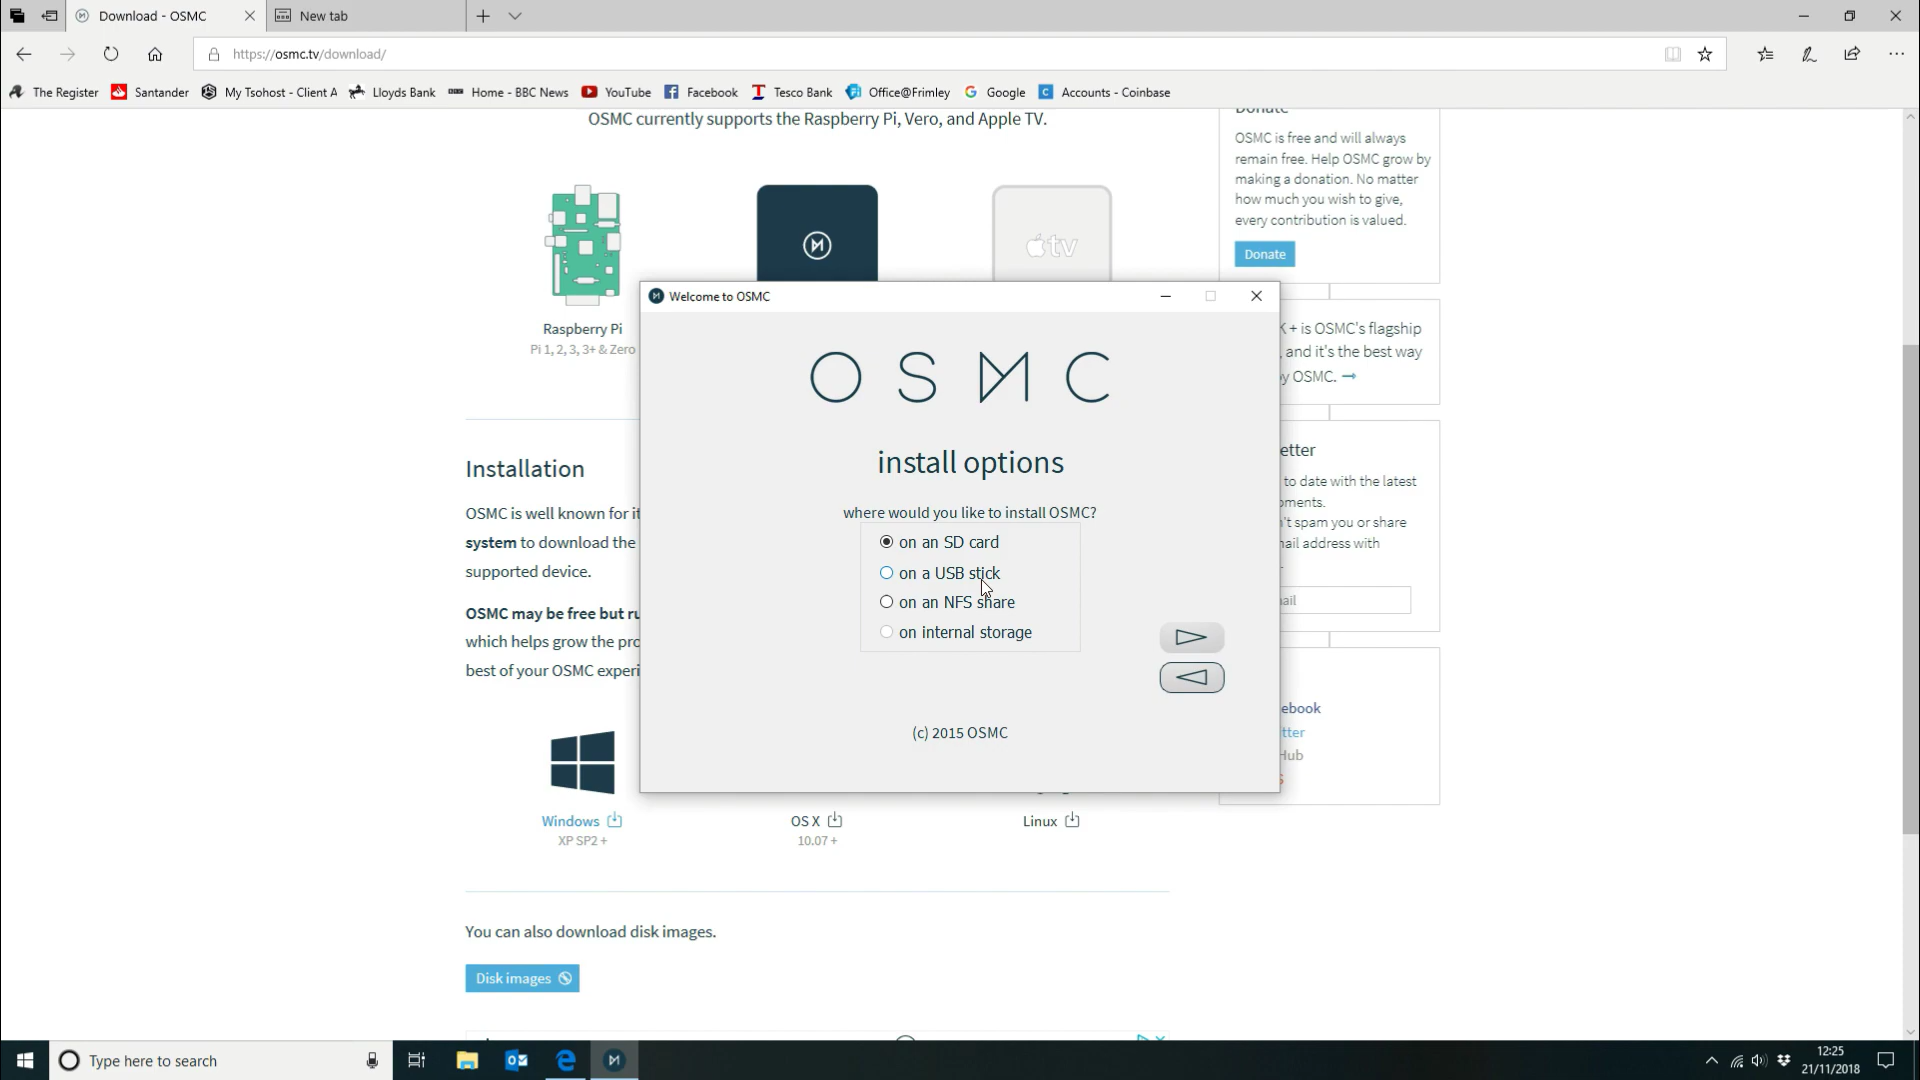 Download - OSMC
New tab
https://osmc.tv/download/
The Register
Santander
My Tsohost - Client A
Lloyds Bank
Home - BBC News
YouTube
Facebook
Tesco Bank
Office@Frimley
Google
Accounts - Coinbase
OSMC currently supports the Raspberry Pi, Vero, and Apple TV.
Donate
OSMC is free and will always
remain free. Help OSMC grow by
making a donation. No matter
how much you wish to give,
every contribution is valued.
Donate
tv
Raspberry Pi
Pi 1, 2, 3, 3+ & Zero
K + is OSMC's flagship
, and it's the best way
y OSMC.
Welcome to OSMC
OSMC
install options
where would you like to install OSMC?
on an SD card
on a USB stick
on an NFS share
on internal storage
(c) 2015 OSMC
Installation
OSMC is well known for it
system to download the
supported device.
OSMC may be free but ru
which helps grow the pro
best of your OSMC experi
etter
to date with the latest
oments.
't spam you or share
ail address with
ail
ebook
tter
Hub
S
Windows
XP SP2 +
OS X
10.07 +
Linux
You can also download disk images.
Disk images
Type here to search
12:25
21/11/2018